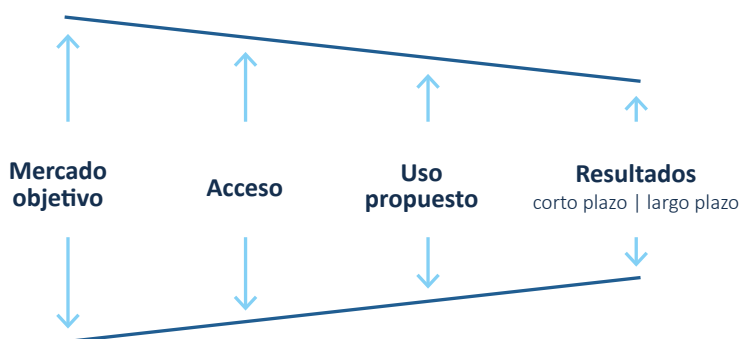 Mercado
objetivo
Acceso
Uso
propuesto
Resultados
corto plazo | largo plazo